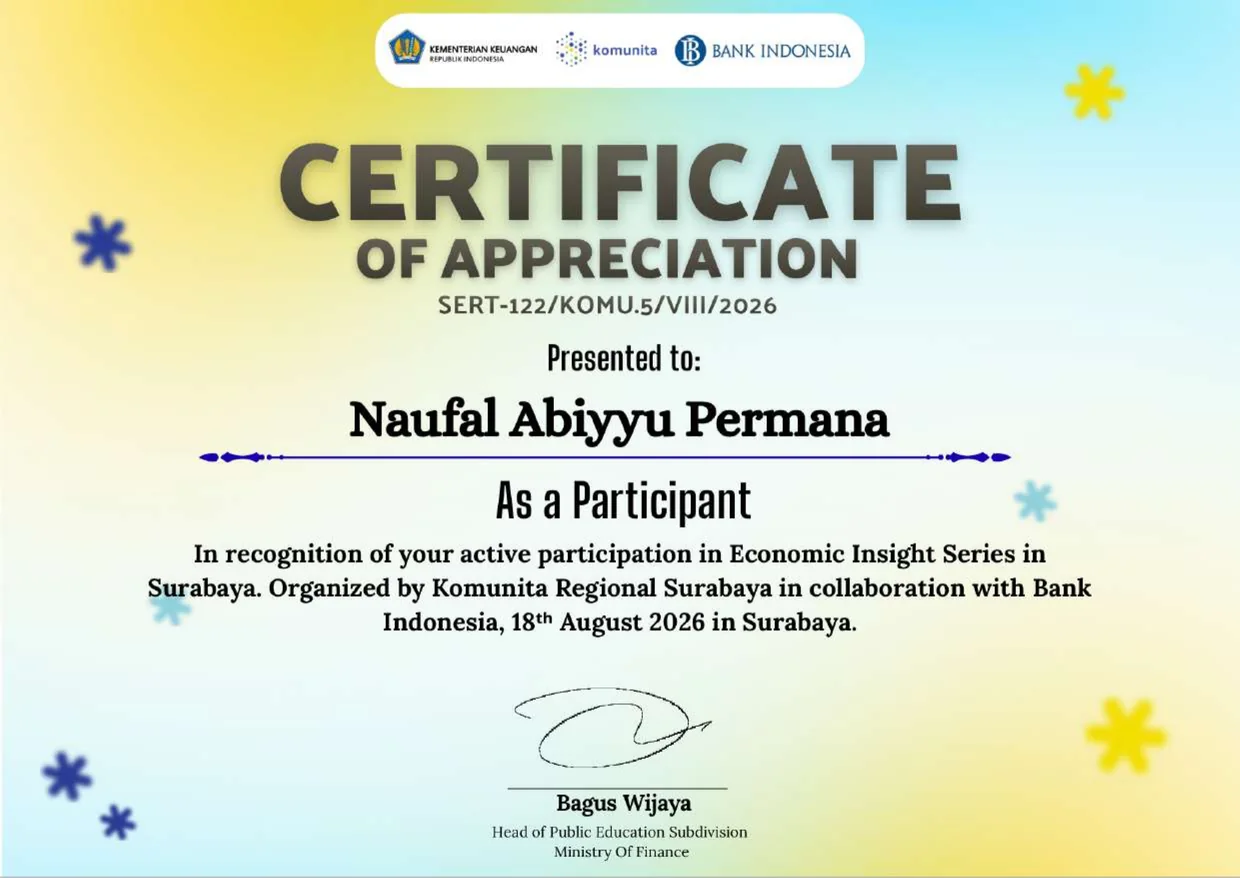 KEMENTERIAN KEUANGAN
REPUBLIK INDONESIA
komunita
BANK INDONESIA
CERTIFICATE
OF APPRECIATION
SERT-122/KOMU.5/VIII/2026
Presented to:
Naufal Abiyyu Permana
As a Participant
In recognition of your active participation in Economic Insight Series in
Surabaya. Organized by Komunita Regional Surabaya in collaboration with Bank
Indonesia, 18ᵗʰ August 2026 in Surabaya.
Bagus Wijaya
Head of Public Education Subdivision
Ministry Of Finance